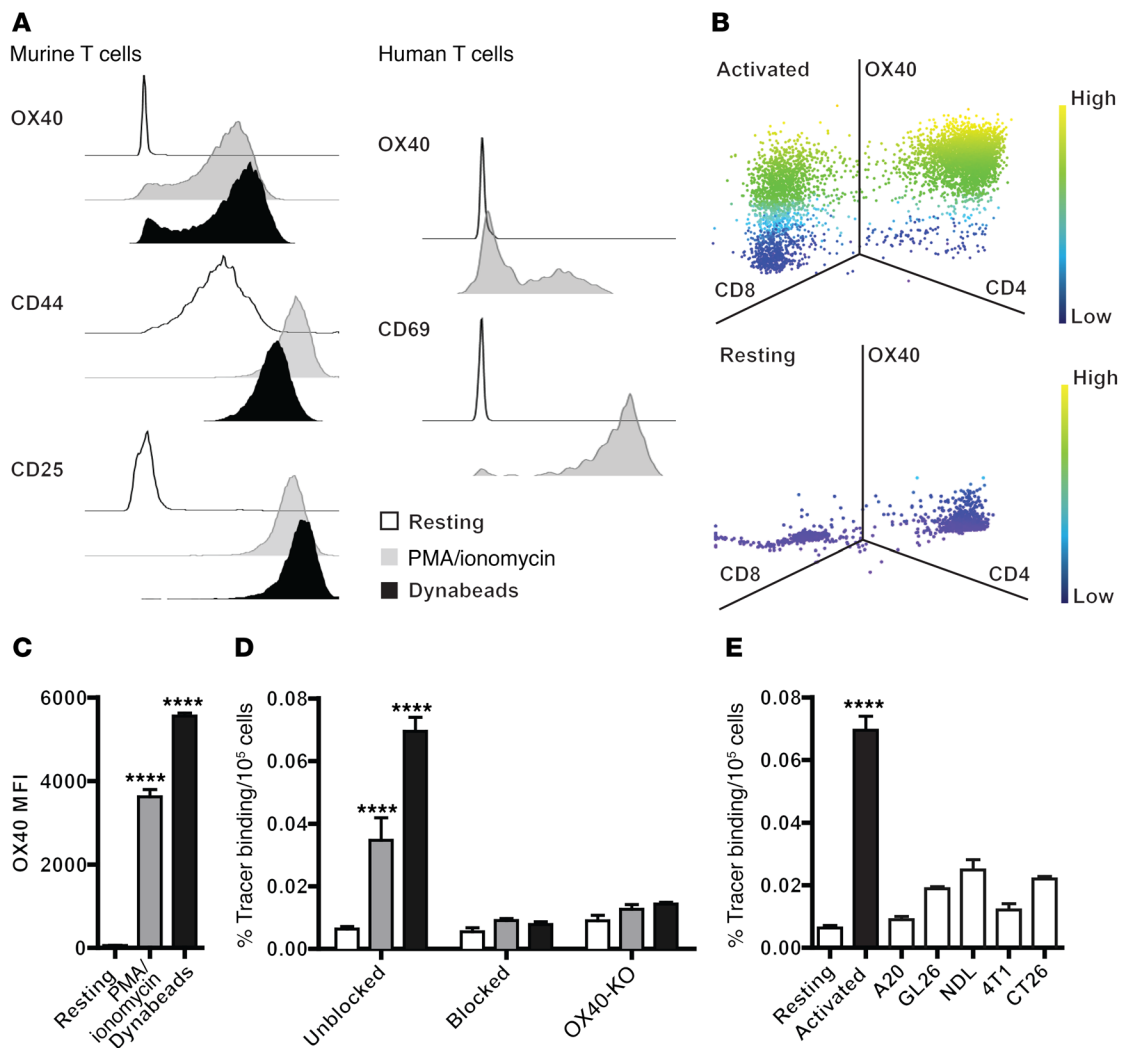 A
Murine T cells
OX40
CD44
CD25
Human T cells
OX40
CD69
Resting
PMA/ionomycin
Dynabeads
B
Activated
OX40
CD8
CD4
High
Low
Resting
OX40
CD8
CD4
High
Low
C
OX40 MFI
6000
4000
2000
0
****
****
Resting
PMA/
ionomycin
Dynabeads
D
% Tracer binding/10⁵ cells
0.08
0.06
0.04
0.02
0.00
****
****
Unblocked
Blocked
OX40-KO
E
% Tracer binding/10⁵ cells
0.08
0.06
0.04
0.02
0.00
****
Resting
Activated
A20
GL26
NDL
4T1
CT26